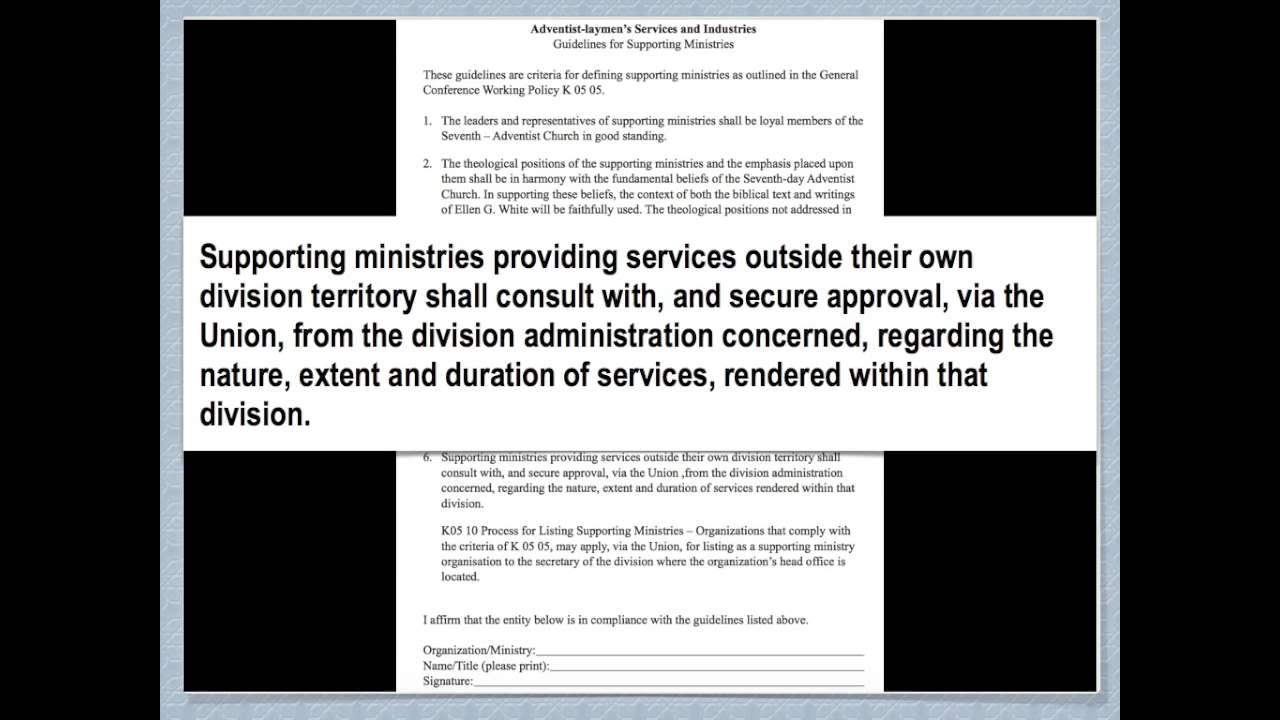 Adventist-laymen's Services and Industries
Guidelines for Supporting Ministries
These guidelines are criteria for defining supporting ministries as outlined in the General
Conference Working Policy K 05 05.
1. The leaders and representatives of supporting ministries shall be loyal members of the
Seventh – Adventist Church in good standing.
2. The theological positions of the supporting ministries and the emphasis placed upon
them shall be in harmony with the fundamental beliefs of the Seventh-day Adventist
Church. In supporting these beliefs, the context of both the biblical text and writings
of Ellen G. White will be faithfully used. The theological positions not addressed in
Supporting ministries providing services outside their own
division territory shall consult with, and secure approval, via the
Union, from the division administration concerned, regarding the
nature, extent and duration of services, rendered within that
division.
6. Supporting ministries providing services outside their own division territory shall
consult with, and secure approval, via the Union ,from the division administration
concerned, regarding the nature, extent and duration of services rendered within that
division.
K05 10 Process for Listing Supporting Ministries – Organizations that comply with
the criteria of K 05 05, may apply, via the Union, for listing as a supporting ministry
organisation to the secretary of the division where the organization's head office is
located.
I affirm that the entity below is in compliance with the guidelines listed above.
Organization/Ministry:
Name/Title (please print):
Signature: